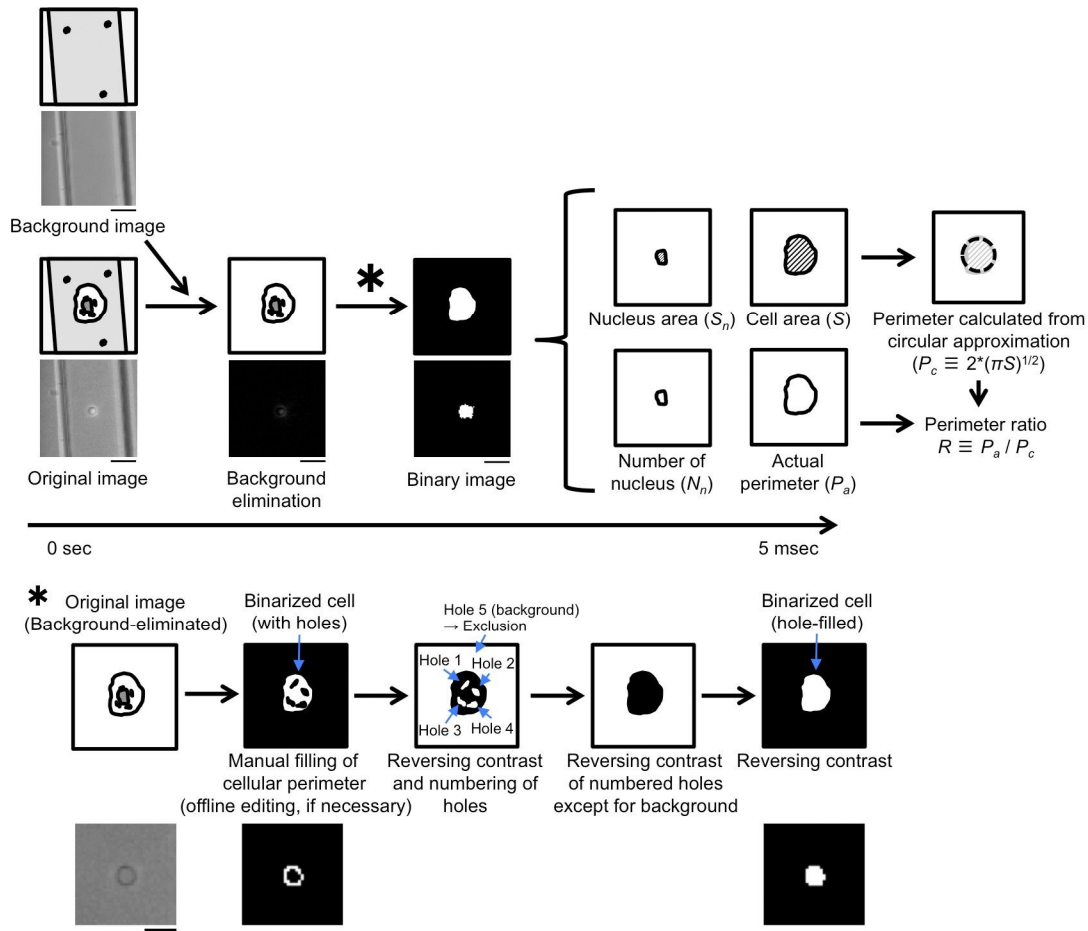 Background image
Original image
Background
elimination
*
Binary image
Nucleus area (Sₙ)
Cell area (S)
Perimeter calculated from
circular approximation
(P_c ≡ 2*(πS)^1/2)
Number of
nucleus (Nₙ)
Actual
perimeter (Pₐ)
Perimeter ratio
R ≡ Pₐ / P_c
0 sec
5 msec
* Original image
(Background-eliminated)
Binarized cell
(with holes)
Hole 5 (background)
→ Exclusion
Hole 1
Hole 2
Hole 3
Hole 4
Binarized cell
(hole-filled)
Manual filling of
cellular perimeter
(offline editing, if necessary)
Reversing contrast
and numbering of
holes
Reversing contrast
of numbered holes
except for background
Reversing contrast